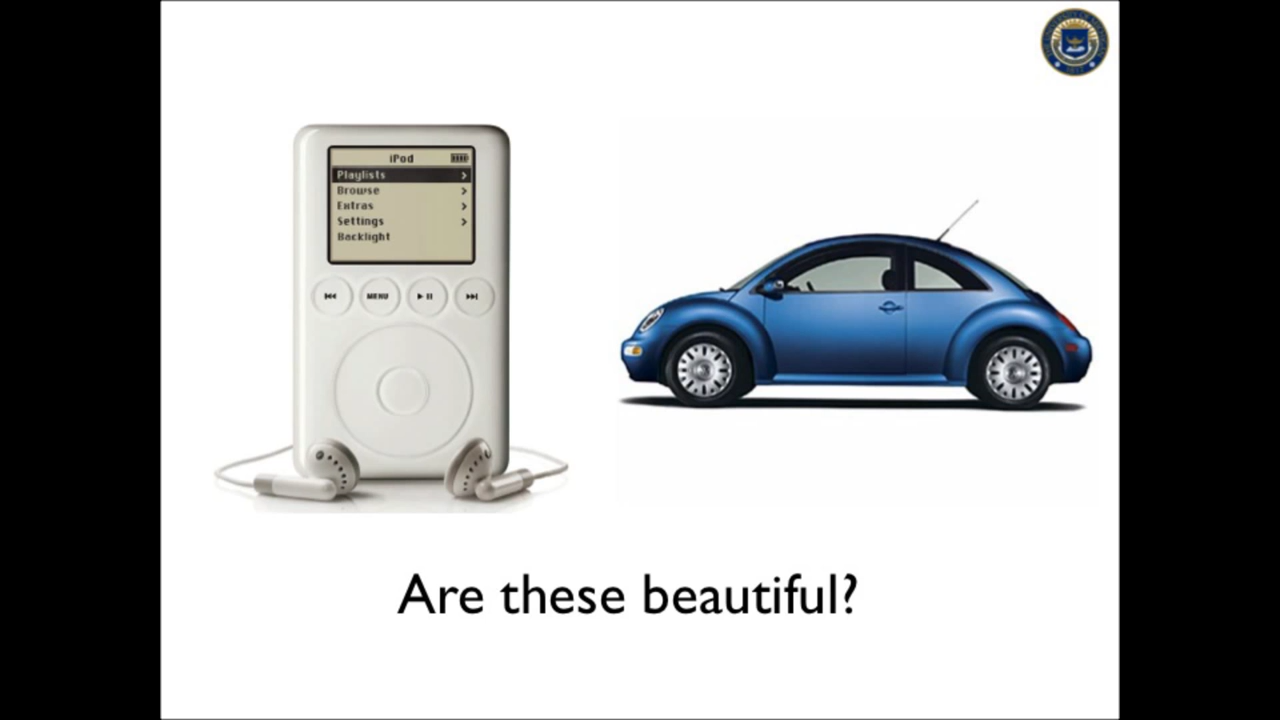 iPod
Playlists
Browse
Extras
Settings
Backlight
MENU
Are these beautiful?